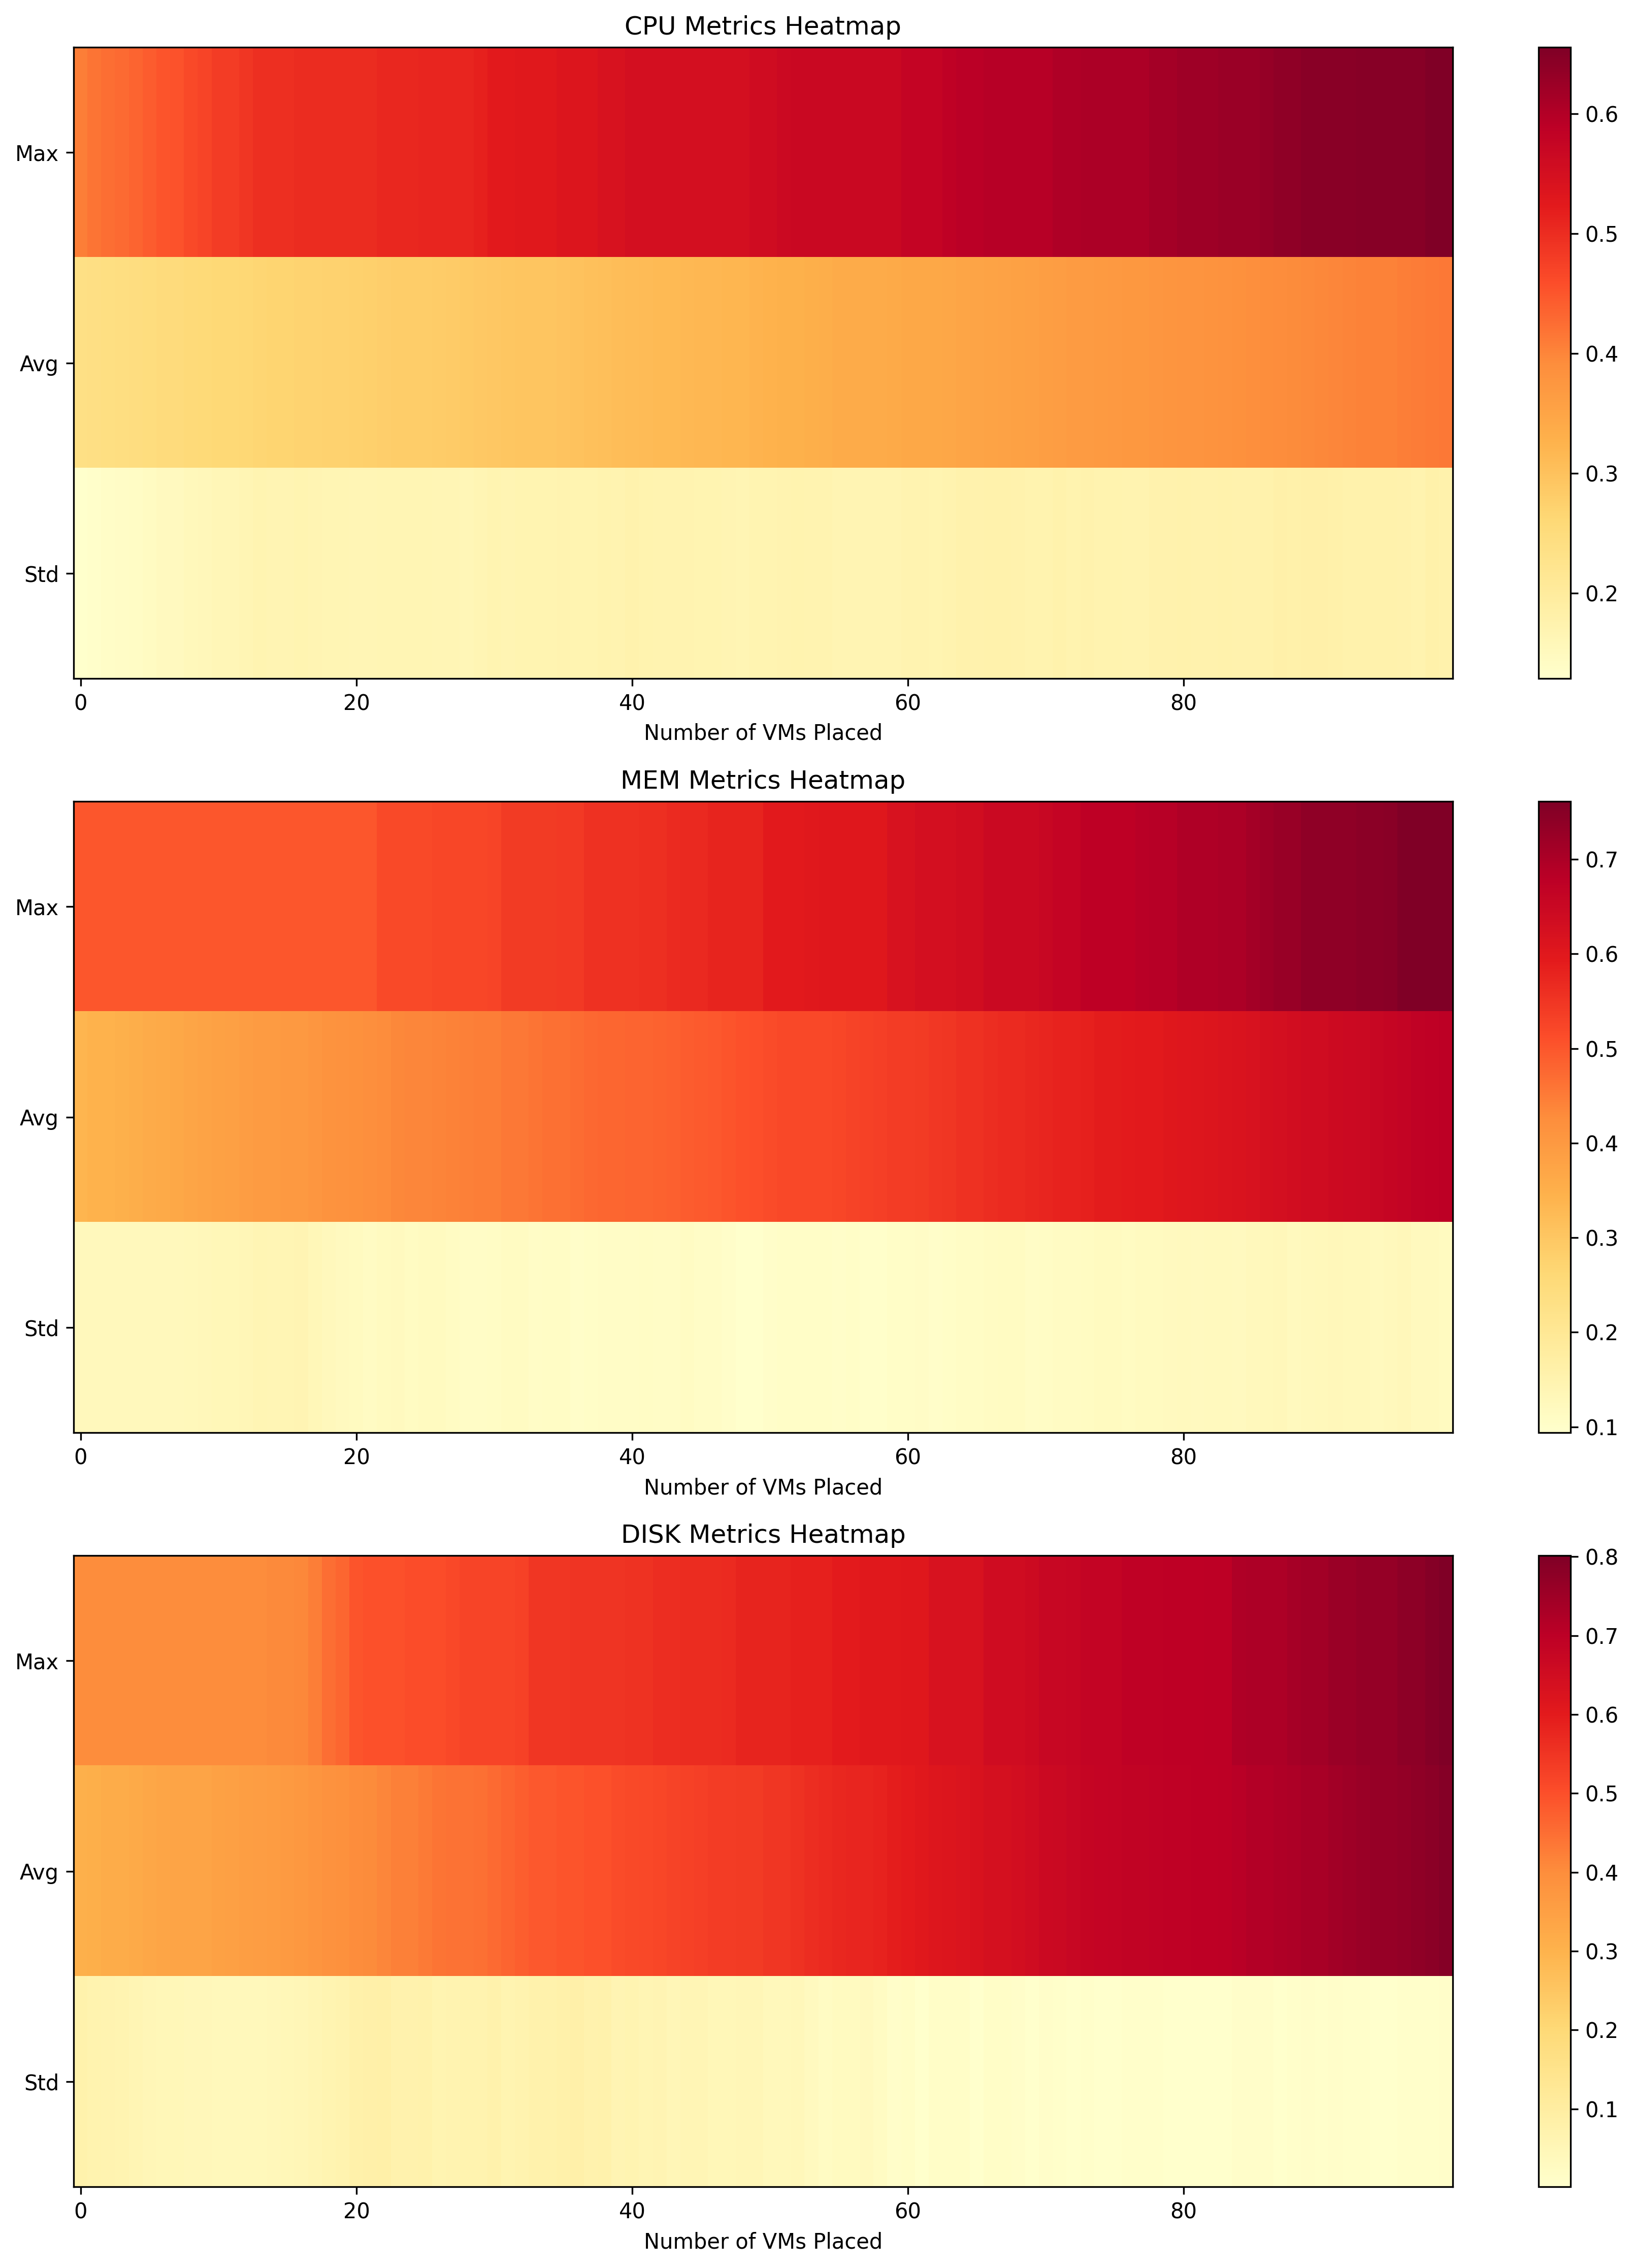 CPU Metrics Heatmap
Max
Avg
Std
0 20 40 60 80
Number of VMs Placed
0.6
0.5
0.4
0.3
0.2
MEM Metrics Heatmap
Max
Avg
Std
0 20 40 60 80
Number of VMs Placed
0.7
0.6
0.5
0.4
0.3
0.2
0.1
DISK Metrics Heatmap
Max
Avg
Std
0 20 40 60 80
Number of VMs Placed
0.8
0.7
0.6
0.5
0.4
0.3
0.2
0.1